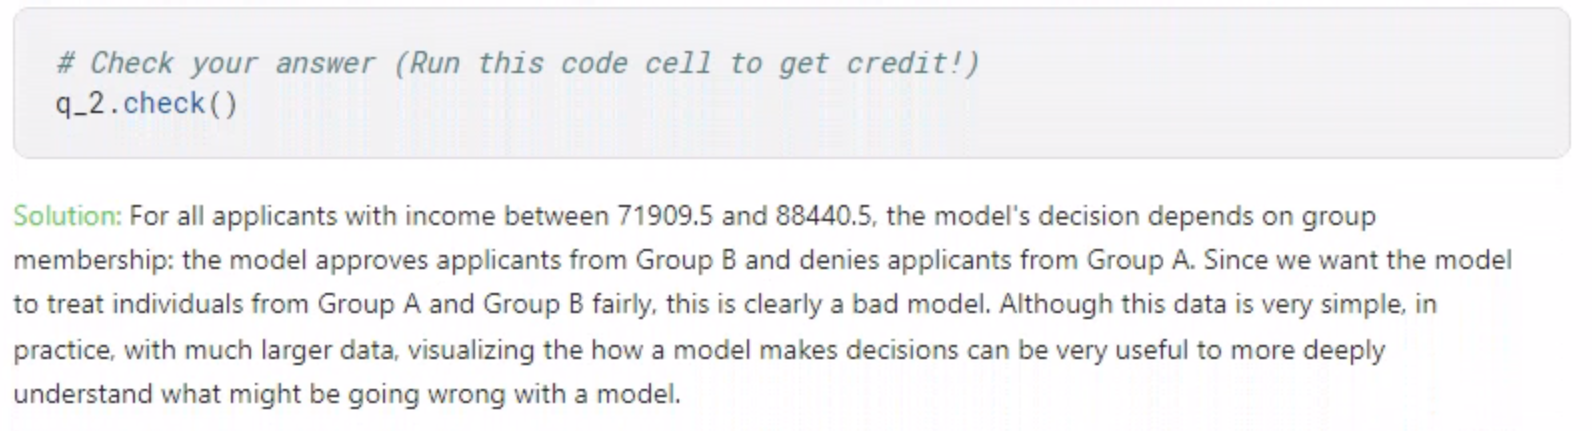 # Check your answer (Run this code cell to get credit!)
q_2.check()
Solution: For all applicants with income between 71909.5 and 88440.5, the model's decision depends on group
membership: the model approves applicants from Group B and denies applicants from Group A. Since we want the model
to treat individuals from Group A and Group B fairly, this is clearly a bad model. Although this data is very simple, in
practice, with much larger data, visualizing the how a model makes decisions can be very useful to more deeply
understand what might be going wrong with a model.